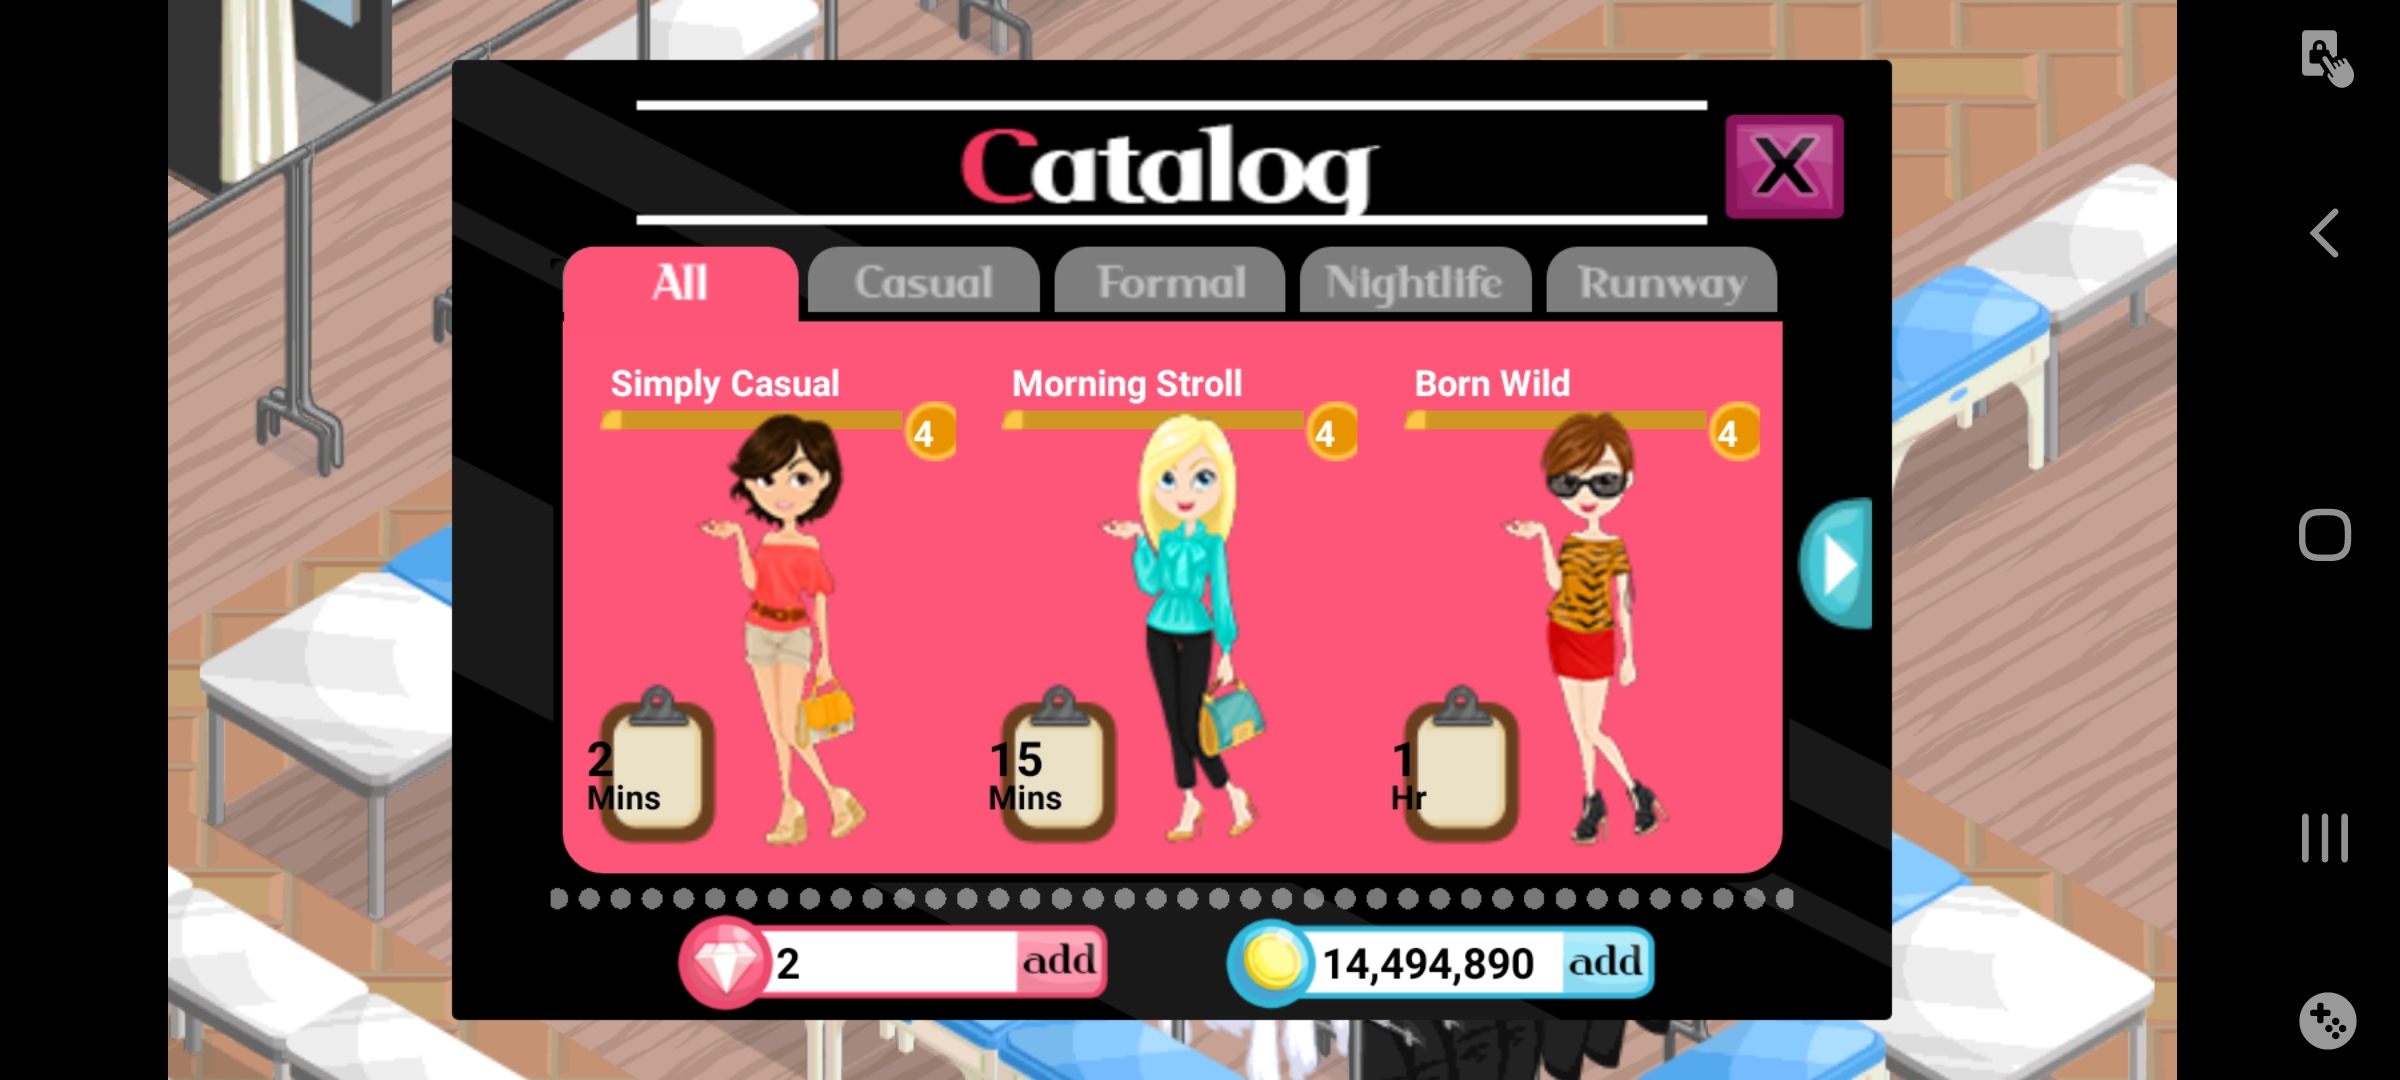 Catalog
X
All
Casual
Formal
Nightlife
Runway
Simply Casual
4
Morning Stroll
4
Born Wild
4
2
Mins
15
Mins
1
Hr
2
add
14,494,890
add